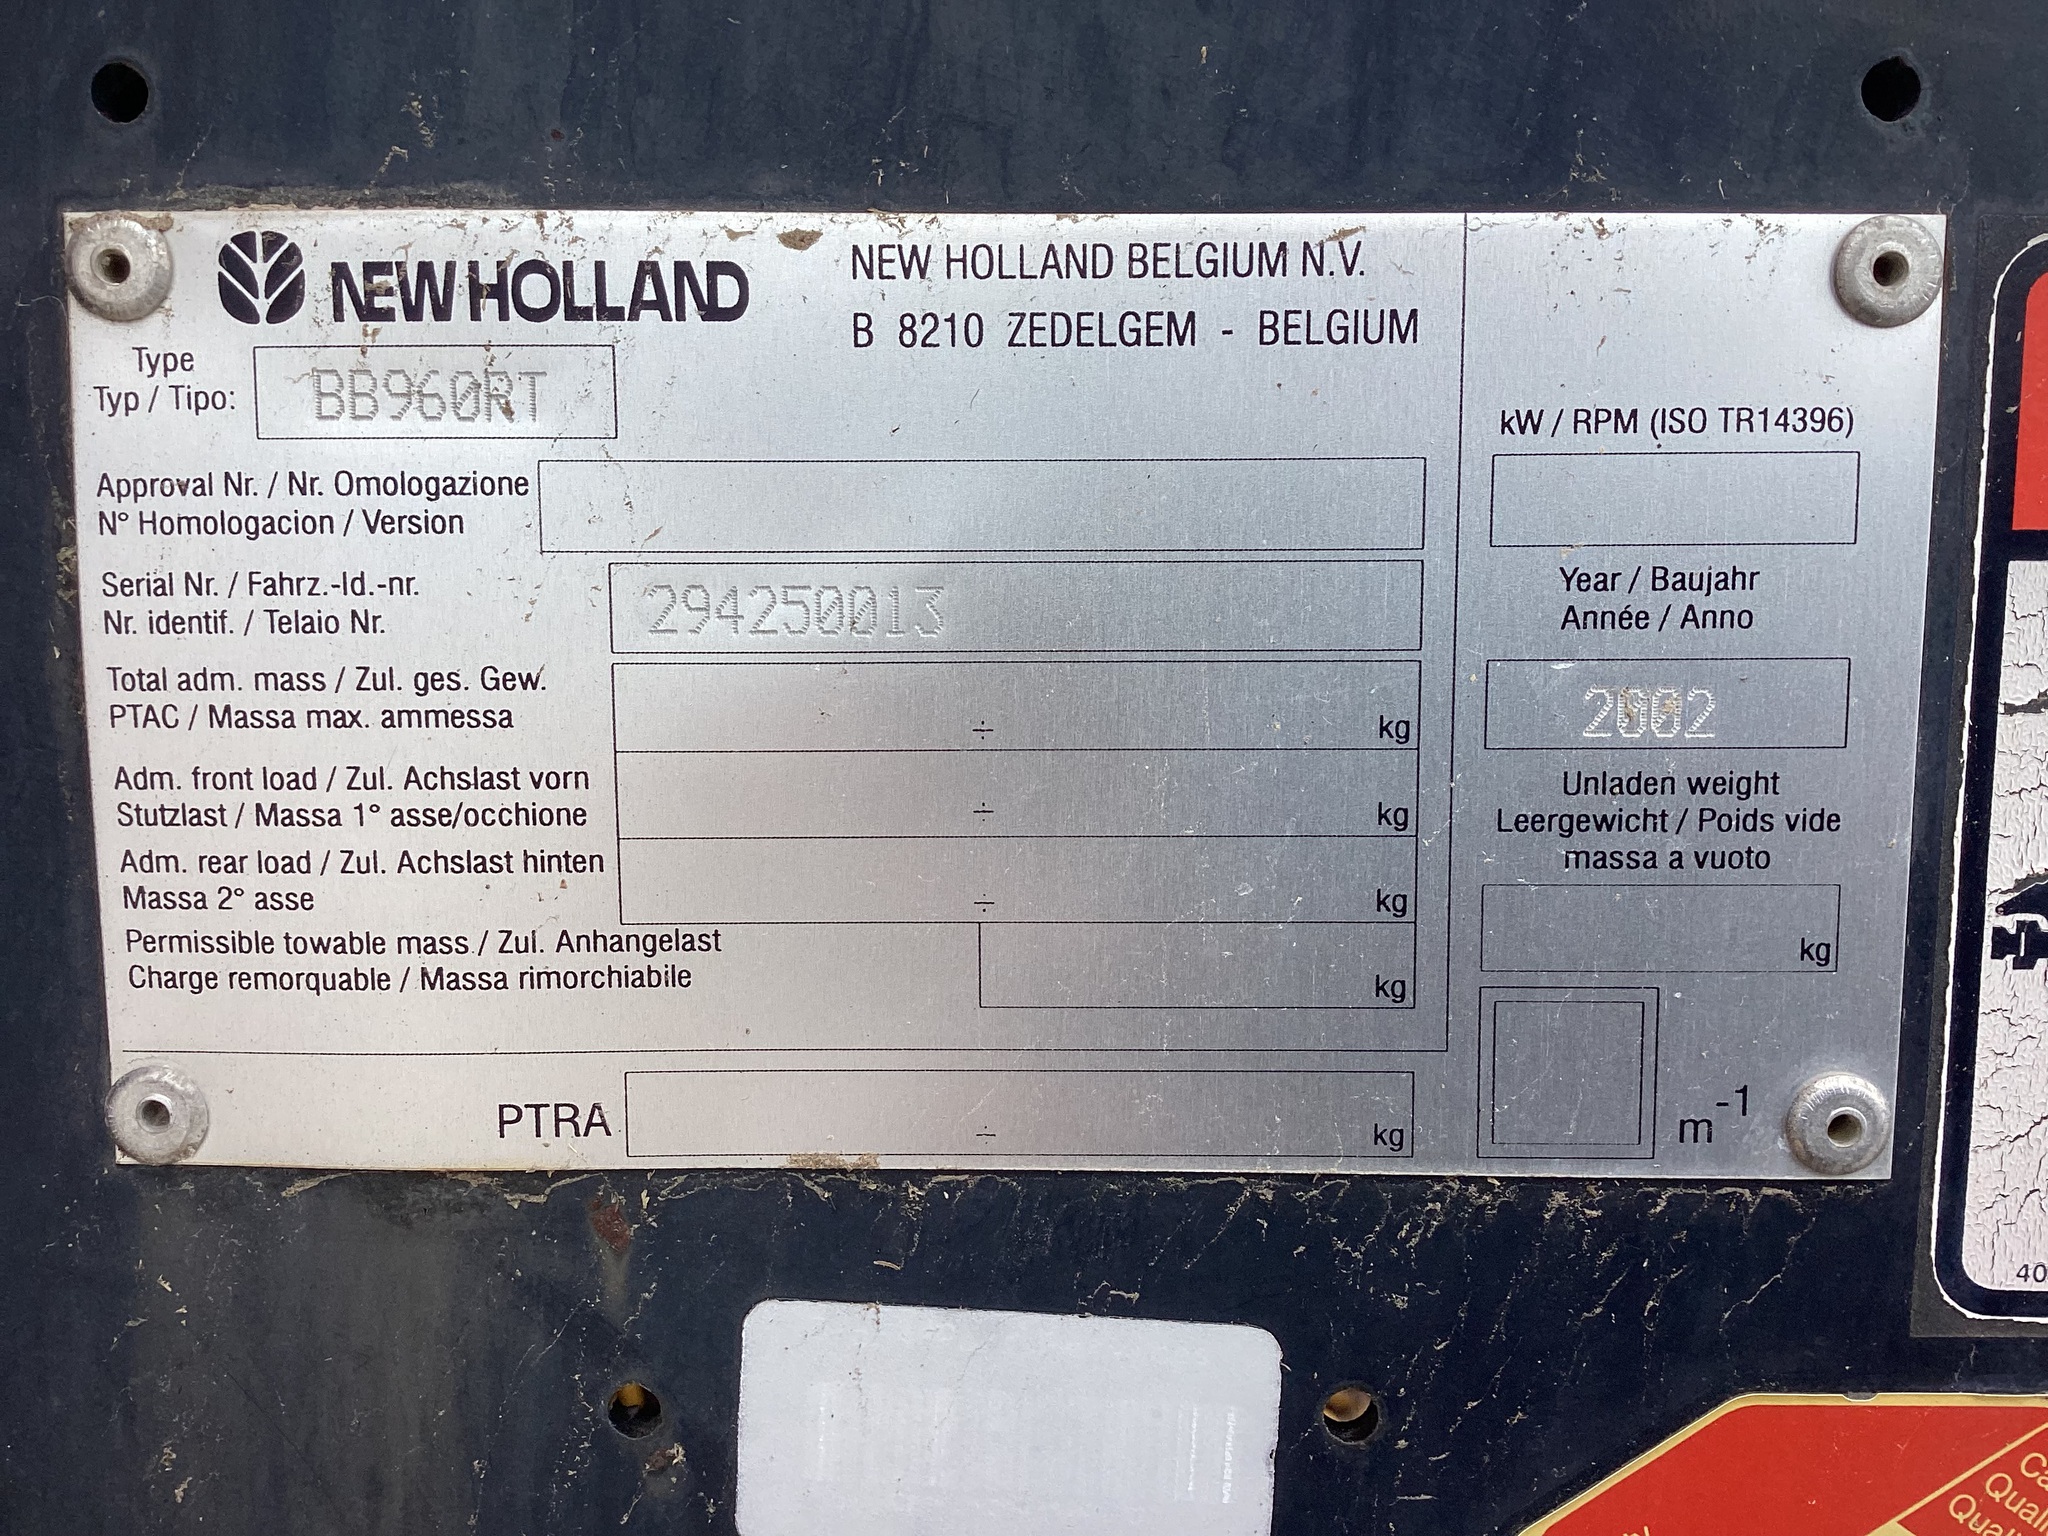 NEW HOLLAND
NEW HOLLAND BELGIUM N.V.
B 8210 ZEDELGEM - BELGIUM
Type
Typ / Tipo:
BB960RT
kW / RPM (ISO TR14396)
Approval Nr. / Nr. Omologazione
N° Homologacion / Version
Serial Nr. / Fahrz.-Id.-nr.
Nr. identif. / Telaio Nr.
294250013
Year / Baujahr
Année / Anno
2002
Total adm. mass / Zul. ges. Gew.
PTAC / Massa max. ammessa
÷ kg
Adm. front load / Zul. Achslast vorn
Stutzlast / Massa 1° asse/occhione
÷ kg
Adm. rear load / Zul. Achslast hinten
Massa 2° asse
÷ kg
Permissible towable mass / Zul. Anhangelast
Charge remorquable / Massa rimorchiabile
kg
Unladen weight
Leergewicht / Poids vide
massa a vuoto
kg
PTRA
÷ kg
m-1
40